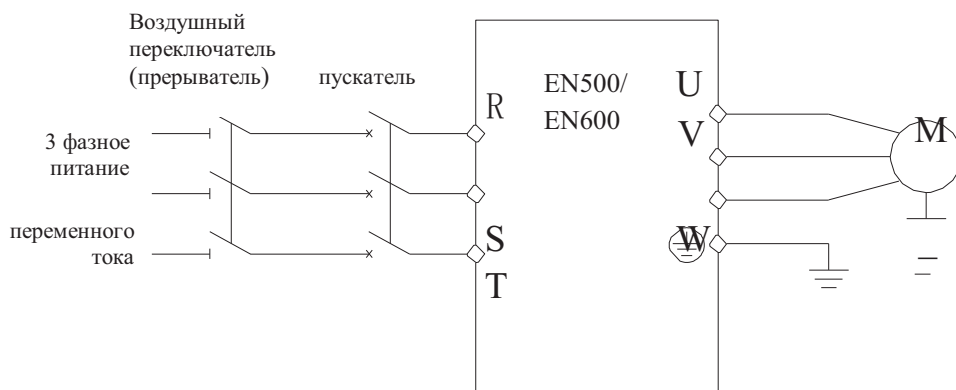 Воздушный
переключатель
(прерыватель)
пускатель
3 фазное
питание
переменного
тока
R
S
T
EN500/
EN600
U
V
W
M